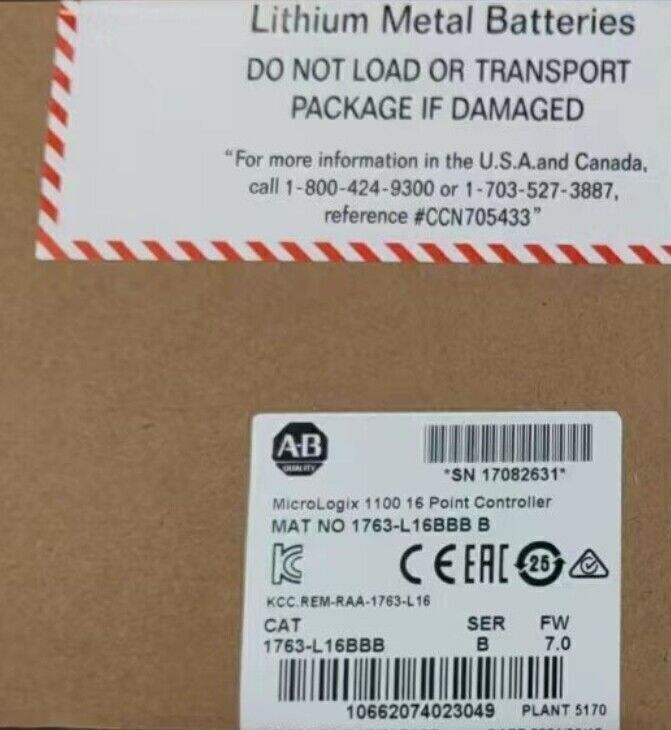 Lithium Metal Batteries
DO NOT LOAD OR TRANSPORT
PACKAGE IF DAMAGED
"For more information in the U.S.A.and Canada,
call 1-800-424-9300 or 1-703-527-3887,
reference #CCN705433"
A-B
QUALITY
*SN 17082631*
MicroLogix 1100 16 Point Controller
MAT NO 1763-L16BBB B
CE EAC 25
KCC.REM-RAA-1763-L16
CAT SER FW
1763-L16BBB B 7.0
10662074023049 PLANT 5170